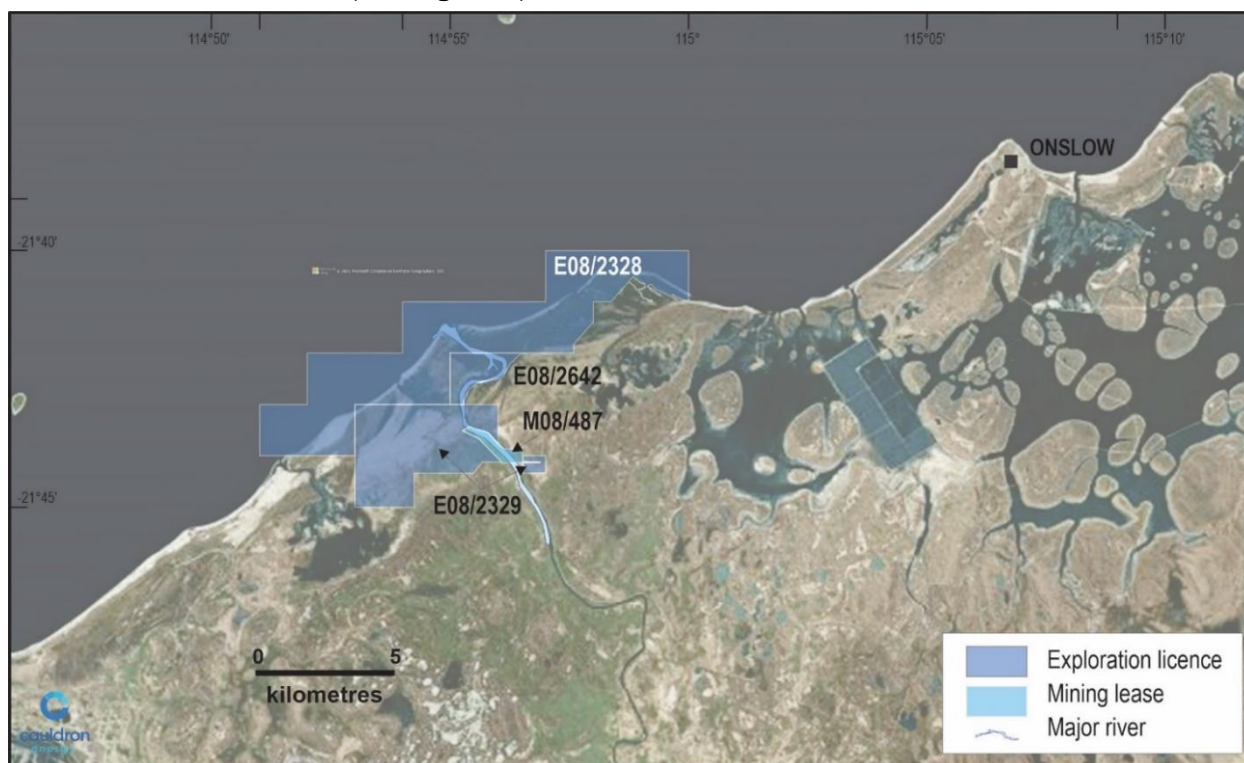 114°50'
114°55'
115°
115°05'
115°10'
ONSLOW
-21°40'
E08/2328
E08/2642
M08/487
E08/2329
-21°45'
0 5
kilometres
Exploration licence
Mining lease
Major river
cauldron
energy